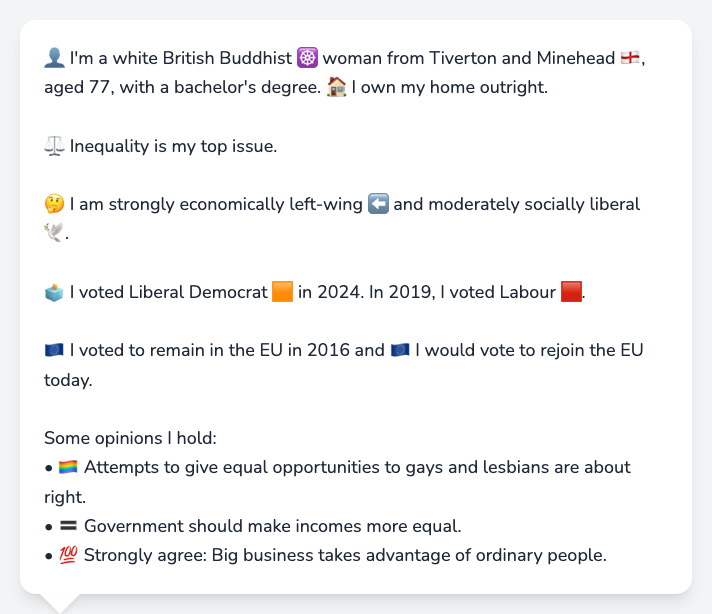 👤 I'm a white British Buddhist ☸️ woman from Tiverton and Minehead 🏴󠁧󠁢󠁥󠁮󠁧󠁿,
aged 77, with a bachelor's degree. 🏠 I own my home outright.
⚖️ Inequality is my top issue.
🤔 I am strongly economically left-wing ⬅️ and moderately socially liberal
🕊️.
🗳️ I voted Liberal Democrat 🟧 in 2024. In 2019, I voted Labour 🟥.
🇪🇺 I voted to remain in the EU in 2016 and 🇪🇺 I would vote to rejoin the EU
today.
Some opinions I hold:
• 🏳️‍🌈 Attempts to give equal opportunities to gays and lesbians are about
right.
• 🟰 Government should make incomes more equal.
• 💯 Strongly agree: Big business takes advantage of ordinary people.